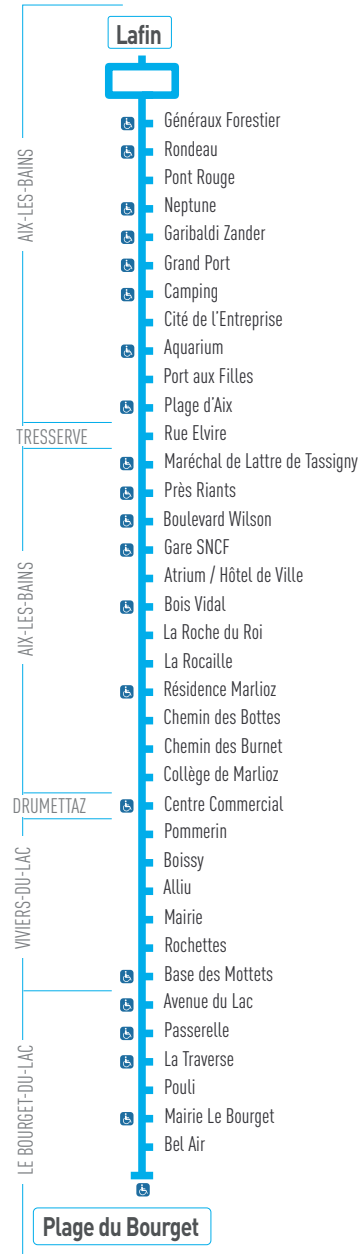 Lafin
AIX-LES-BAINS
Généraux Forestier
Rondeau
Pont Rouge
Neptune
Garibaldi Zander
Grand Port
Camping
Cité de l'Entreprise
Aquarium
Port aux Filles
Plage d'Aix
TRESSERVE
Rue Elvire
AIX-LES-BAINS
Maréchal de Lattre de Tassigny
Près Riants
Boulevard Wilson
Gare SNCF
Atrium / Hôtel de Ville
Bois Vidal
La Roche du Roi
La Rocaille
Résidence Marlioz
Chemin des Bottes
Chemin des Burnet
Collège de Marlioz
DRUMETTAZ
Centre Commercial
VIVIERS-DU-LAC
Pommerin
Boissy
Alliu
Mairie
Rochettes
Base des Mottets
LE BOURGET-DU-LAC
Avenue du Lac
Passerelle
La Traverse
Pouli
Mairie Le Bourget
Bel Air
Plage du Bourget